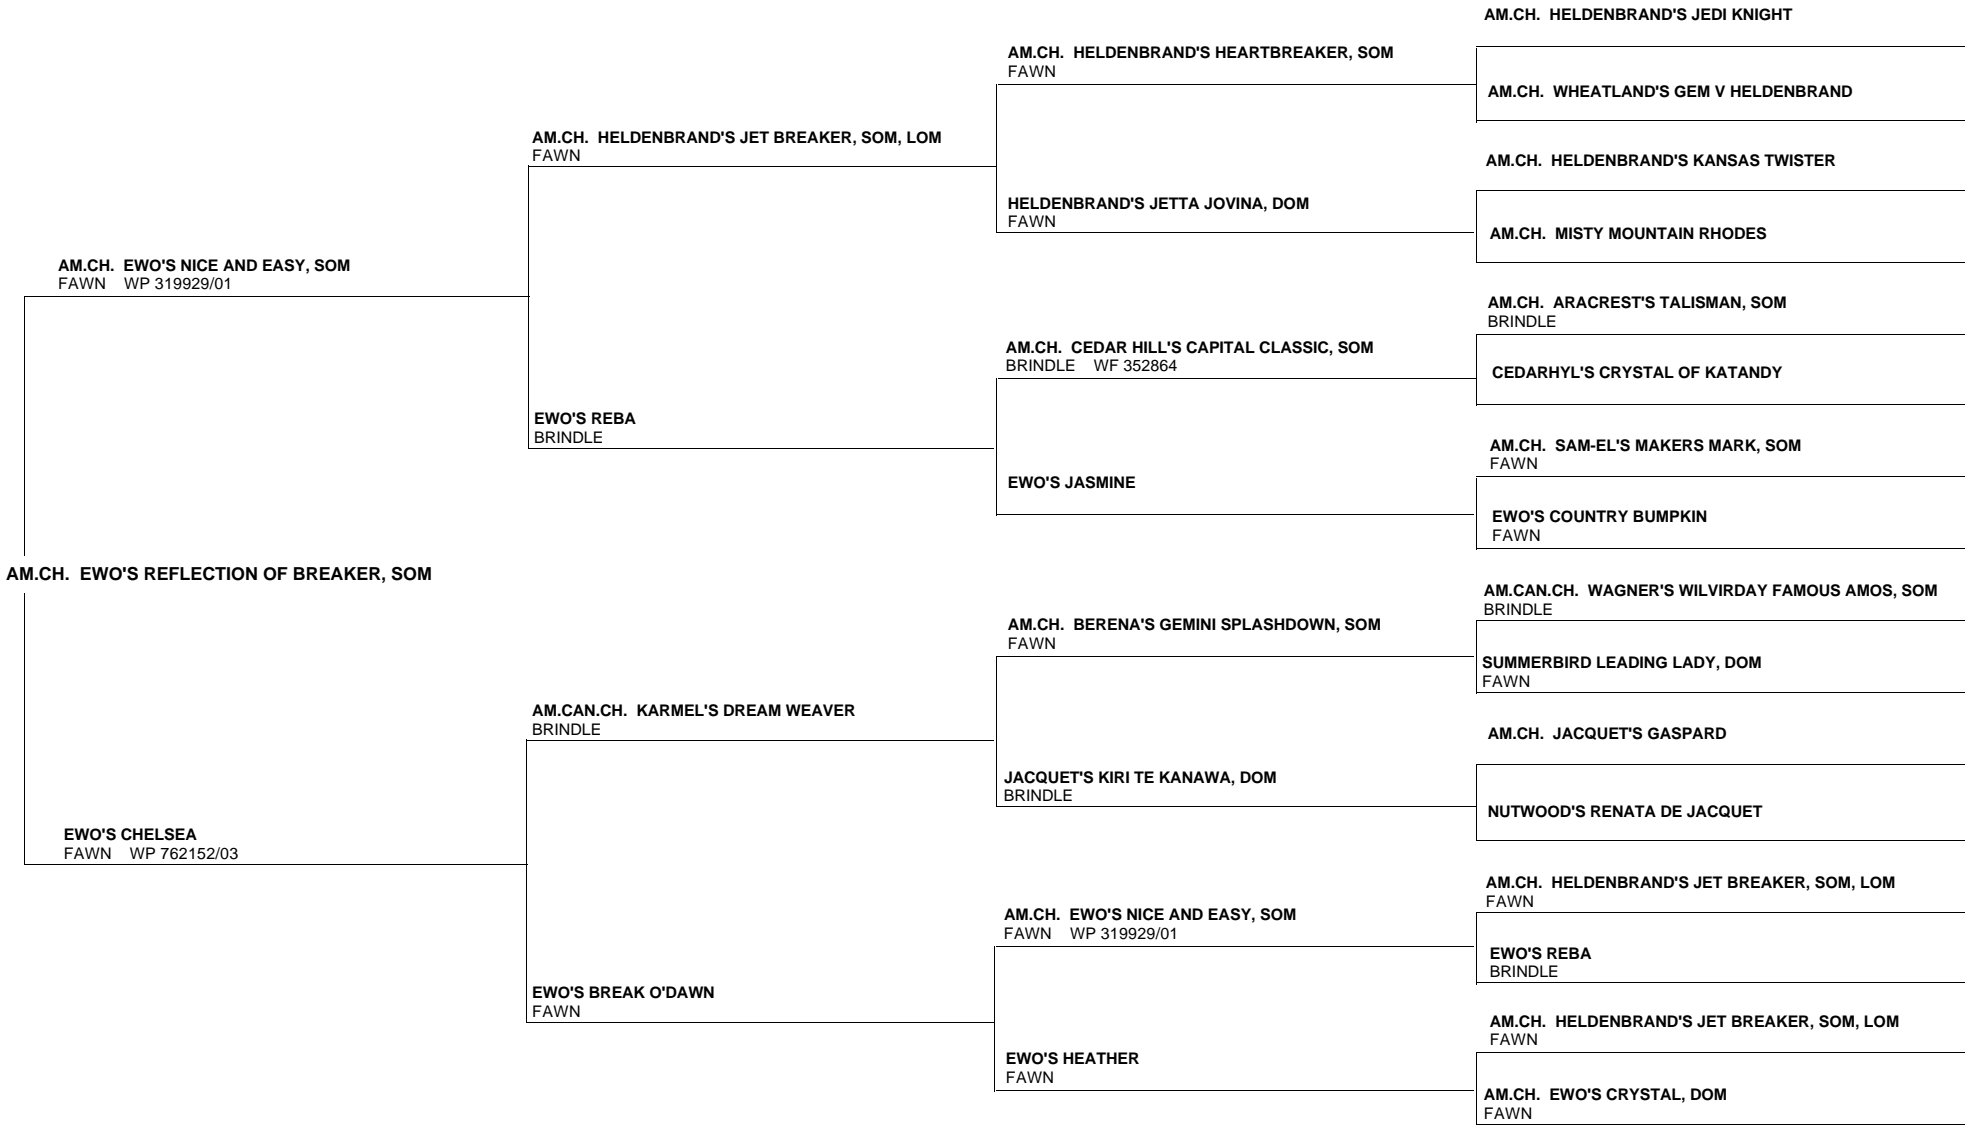 AM.CH. HELDENBRAND'S JEDI KNIGHT
AM.CH. HELDENBRAND'S HEARTBREAKER, SOM
FAWN
AM.CH. WHEATLAND'S GEM V HELDENBRAND
AM.CH. HELDENBRAND'S JET BREAKER, SOM, LOM
FAWN
AM.CH. HELDENBRAND'S KANSAS TWISTER
HELDENBRAND'S JETTA JOVINA, DOM
FAWN
AM.CH. MISTY MOUNTAIN RHODES
AM.CH. EWO'S NICE AND EASY, SOM
FAWN WP 319929/01
AM.CH. ARACREST'S TALISMAN, SOM
BRINDLE
AM.CH. CEDAR HILL'S CAPITAL CLASSIC, SOM
BRINDLE WF 352864
CEDARHYL'S CRYSTAL OF KATANDY
EWO'S REBA
BRINDLE
AM.CH. SAM-EL'S MAKERS MARK, SOM
FAWN
EWO'S JASMINE
EWO'S COUNTRY BUMPKIN
FAWN
AM.CH. EWO'S REFLECTION OF BREAKER, SOM
AM.CAN.CH. WAGNER'S WILVIRDAY FAMOUS AMOS, SOM
BRINDLE
AM.CH. BERENA'S GEMINI SPLASHDOWN, SOM
FAWN
SUMMERBIRD LEADING LADY, DOM
FAWN
AM.CAN.CH. KARMEL'S DREAM WEAVER
BRINDLE
AM.CH. JACQUET'S GASPARD
JACQUET'S KIRI TE KANAWA, DOM
BRINDLE
NUTWOOD'S RENATA DE JACQUET
EWO'S CHELSEA
FAWN WP 762152/03
AM.CH. HELDENBRAND'S JET BREAKER, SOM, LOM
FAWN
AM.CH. EWO'S NICE AND EASY, SOM
FAWN WP 319929/01
EWO'S REBA
BRINDLE
EWO'S BREAK O'DAWN
FAWN
AM.CH. HELDENBRAND'S JET BREAKER, SOM, LOM
FAWN
EWO'S HEATHER
FAWN
AM.CH. EWO'S CRYSTAL, DOM
FAWN